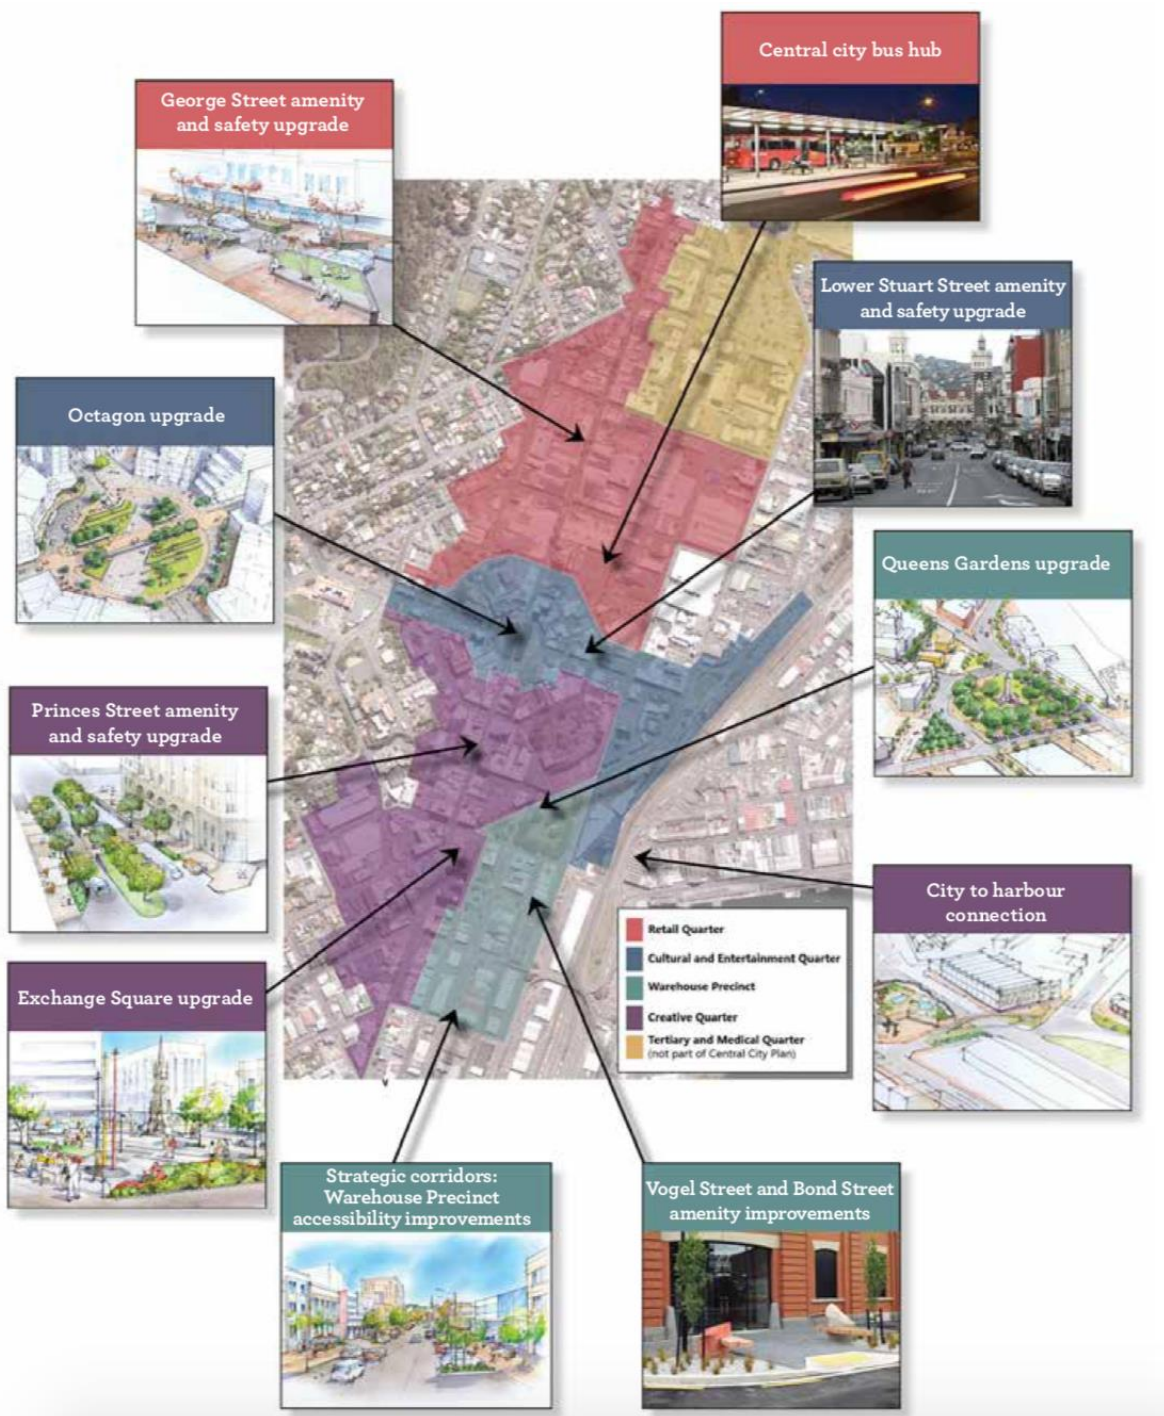 Central city bus hub
George Street amenity
and safety upgrade
Lower Stuart Street amenity
and safety upgrade
Octagon upgrade
Queens Gardens upgrade
Princes Street amenity
and safety upgrade
City to harbour
connection
Retail Quarter
Cultural and Entertainment Quarter
Warehouse Precinct
Creative Quarter
Tertiary and Medical Quarter
(not part of Central City Plan)
Exchange Square upgrade
Strategic corridors:
Warehouse Precinct
accessibility improvements
Vogel Street and Bond Street
amenity improvements